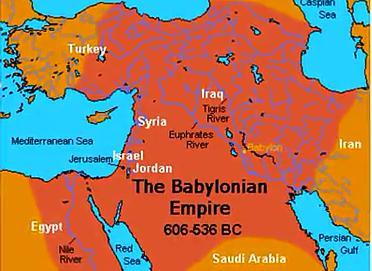 Caspian
Sea
Turkey
Iraq
Tigris
River
Syria
Mediterranean Sea
Euphrates
River
Babylon
Iran
Jerusalem
Israel
Jordan
The Babylonian
Empire
606-536 BC
Egypt
Nile
River
Red
Sea
Saudi Arabia
Persian
Gulf